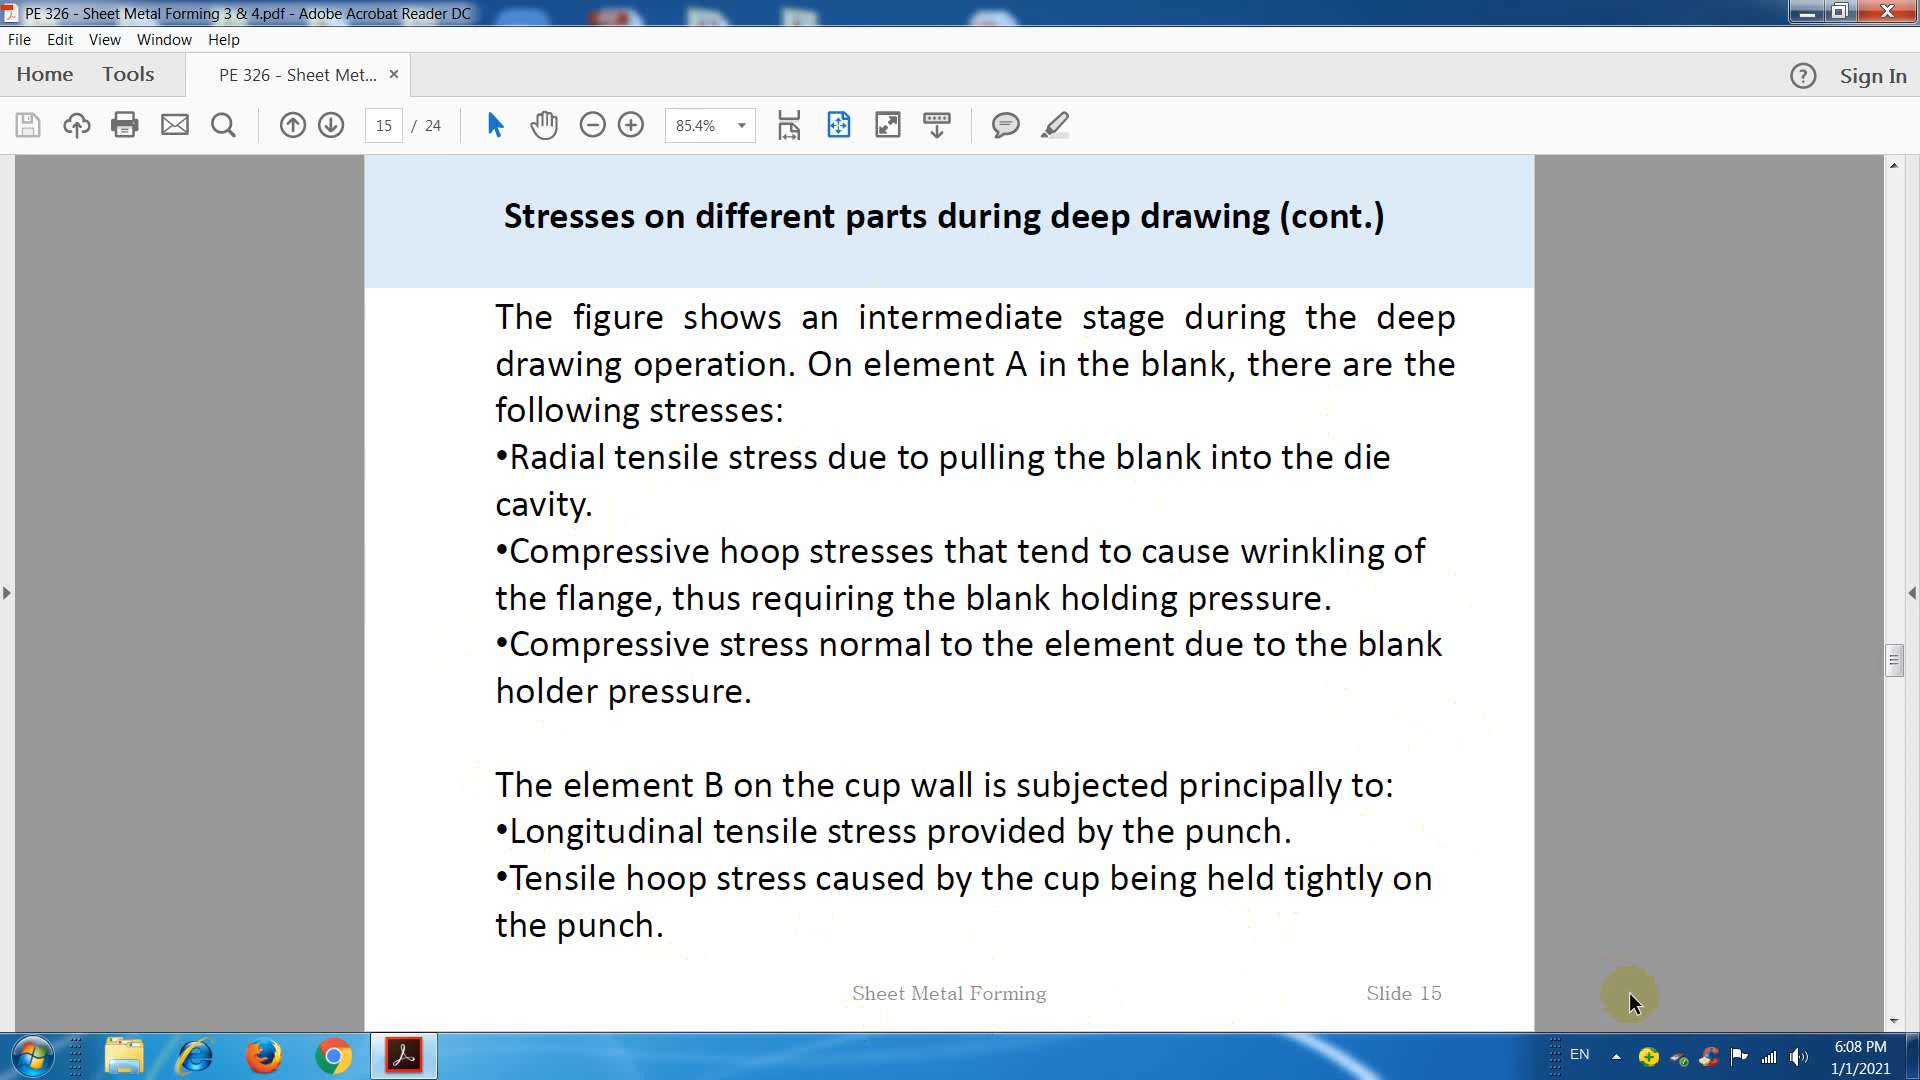 PE 326 - Sheet Metal Forming 3 & 4.pdf - Adobe Acrobat Reader DC
File Edit View Window Help
Home Tools PE 326 - Sheet Met... × ? Sign In
15 / 24 85.4%
Stresses on different parts during deep drawing (cont.)
The figure shows an intermediate stage during the deep
drawing operation. On element A in the blank, there are the
following stresses:
•Radial tensile stress due to pulling the blank into the die
cavity.
•Compressive hoop stresses that tend to cause wrinkling of
the flange, thus requiring the blank holding pressure.
•Compressive stress normal to the element due to the blank
holder pressure.
The element B on the cup wall is subjected principally to:
•Longitudinal tensile stress provided by the punch.
•Tensile hoop stress caused by the cup being held tightly on
the punch.
Sheet Metal Forming Slide 15
EN 6:08 PM
1/1/2021